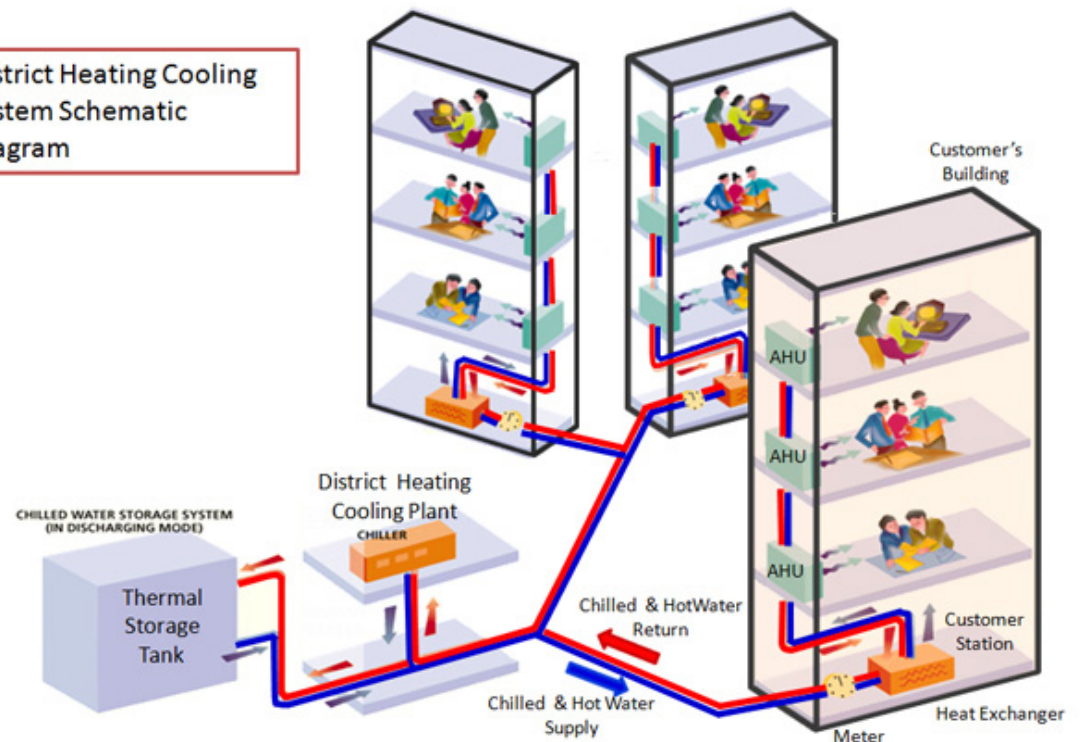 strict Heating Cooling
stem Schematic
agram
Customer's
Building
AHU
AHU
AHU
District Heating
Cooling Plant
CHILLER
CHILLED WATER STORAGE SYSTEM
(IN DISCHARGING MODE)
Thermal
Storage
Tank
Chilled & HotWater
Return
Customer
Station
Chilled & Hot Water
Supply
Heat Exchanger
Meter